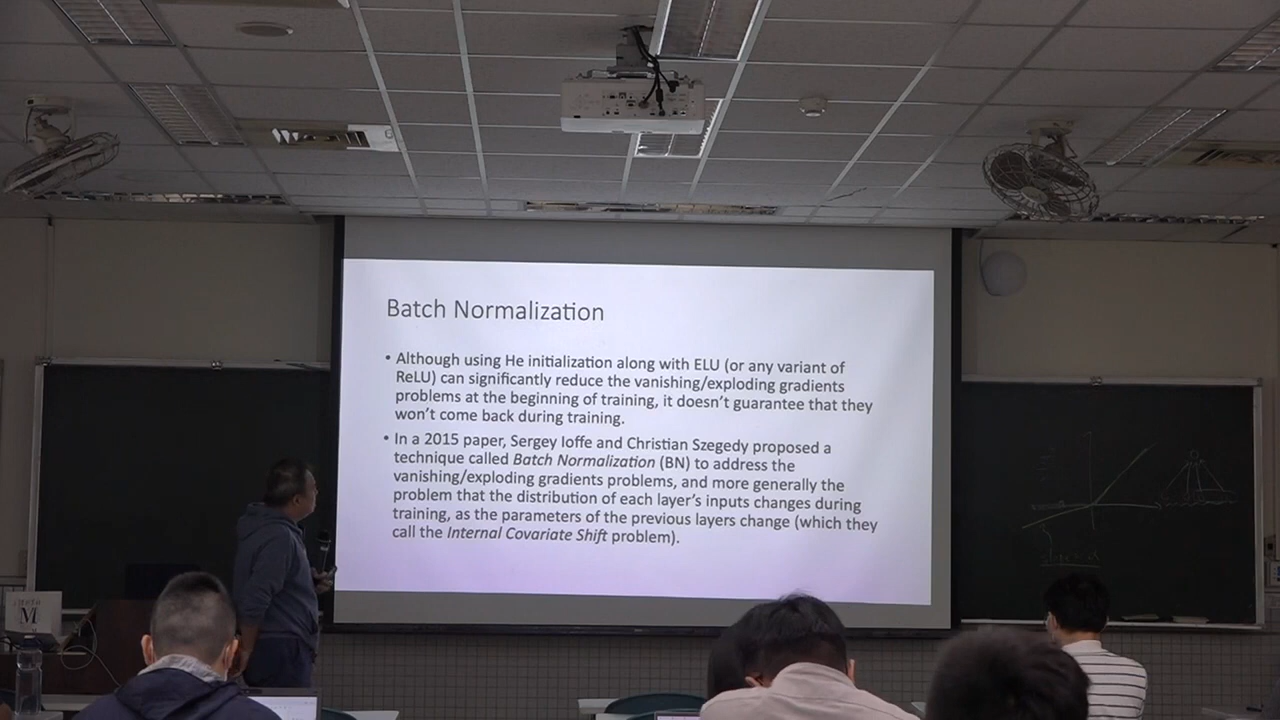 Batch Normalization
• Although using He initialization along with ELU (or any variant of
ReLU) can significantly reduce the vanishing/exploding gradients
problems at the beginning of training, it doesn't guarantee that they
won't come back during training.
• In a 2015 paper, Sergey Ioffe and Christian Szegedy proposed a
technique called Batch Normalization (BN) to address the
vanishing/exploding gradients problems, and more generally the
problem that the distribution of each layer's inputs changes during
training, as the parameters of the previous layers change (which they
call the Internal Covariate Shift problem).
M